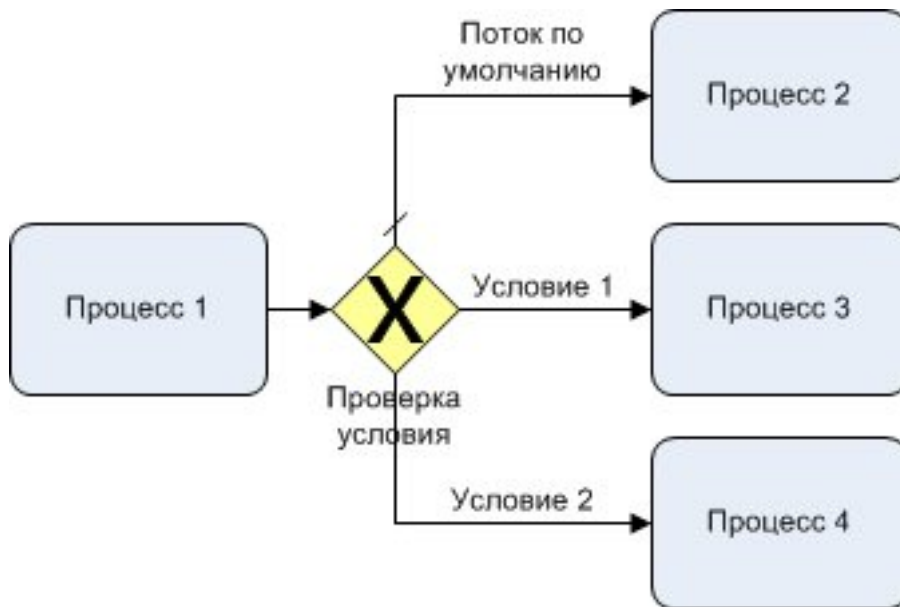 Поток по
умолчанию
Процесс 2
Процесс 1
X
Условие 1
Процесс 3
Проверка
условия
Условие 2
Процесс 4